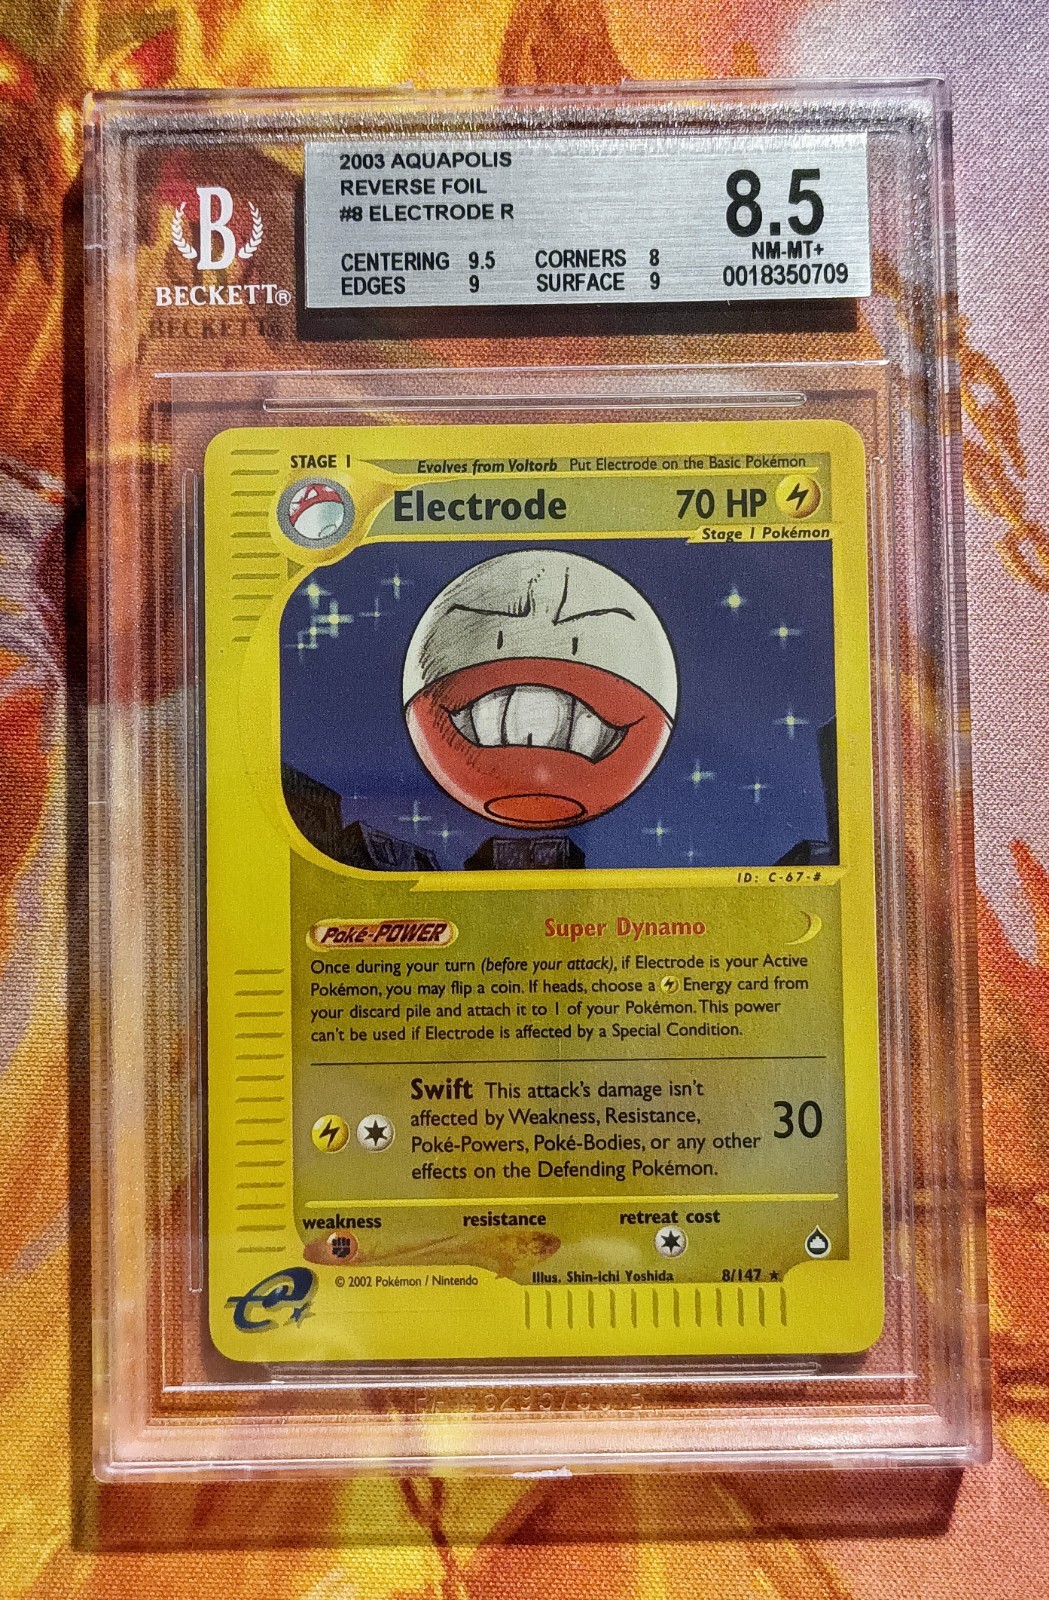 2003 AQUAPOLIS
REVERSE FOIL
#8 ELECTRODE R
CENTERING 9.5 CORNERS 8
EDGES 9 SURFACE 9
8.5
NM-MT+
0018350709
B
BECKETT®
STAGE 1
Evolves from Voltorb Put Electrode on the Basic Pokémon
Electrode 70 HP
Stage 1 Pokémon
ID: C-67-#
Poké-POWER Super Dynamo
Once during your turn (before your attack), if Electrode is your Active
Pokémon, you may flip a coin. If heads, choose a Energy card from
your discard pile and attach it to 1 of your Pokémon. This power
can't be used if Electrode is affected by a Special Condition.
Swift This attack's damage isn't
affected by Weakness, Resistance,
Poké-Powers, Poké-Bodies, or any other
effects on the Defending Pokémon.
30
weakness resistance retreat cost
e
© 2002 Pokémon / Nintendo Illus. Shin-ichi Yoshida 8/147 ★